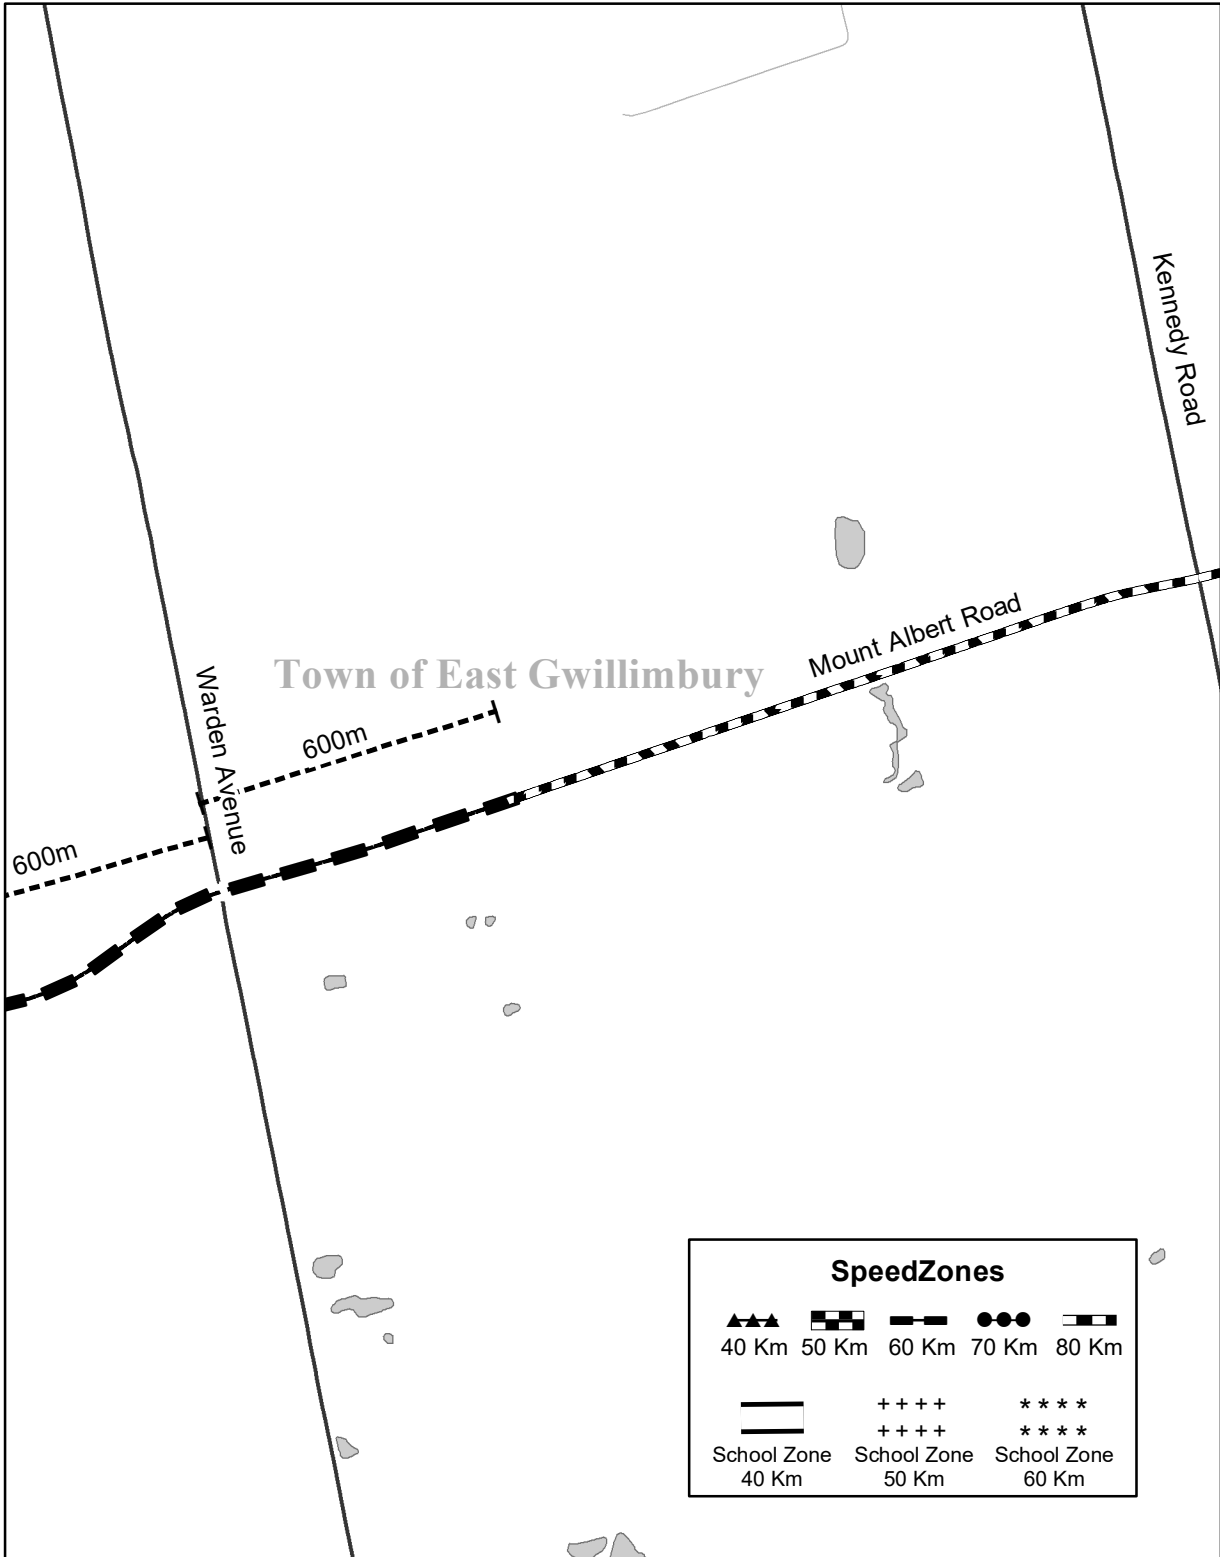 Kennedy Road
Mount Albert Road
Town of East Gwillimbury
Warden Avenue
600m
600m
SpeedZones
40 Km 50 Km 60 Km 70 Km 80 Km
++++ ****
++++ ****
School Zone School Zone School Zone
40 Km 50 Km 60 Km